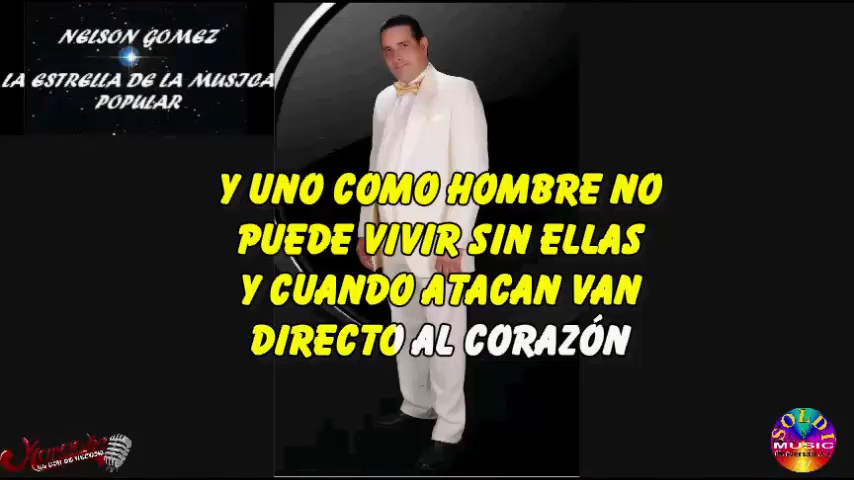 NELSON GOMEZ
LA ESTRELLA DE LA MUSICA
POPULAR
Y UNO COMO HOMBRE NO
PUEDE VIVIR SIN ELLAS
Y CUANDO ATACAN VAN
DIRECTO AL CORAZÓN
SOLDI
MUSIC